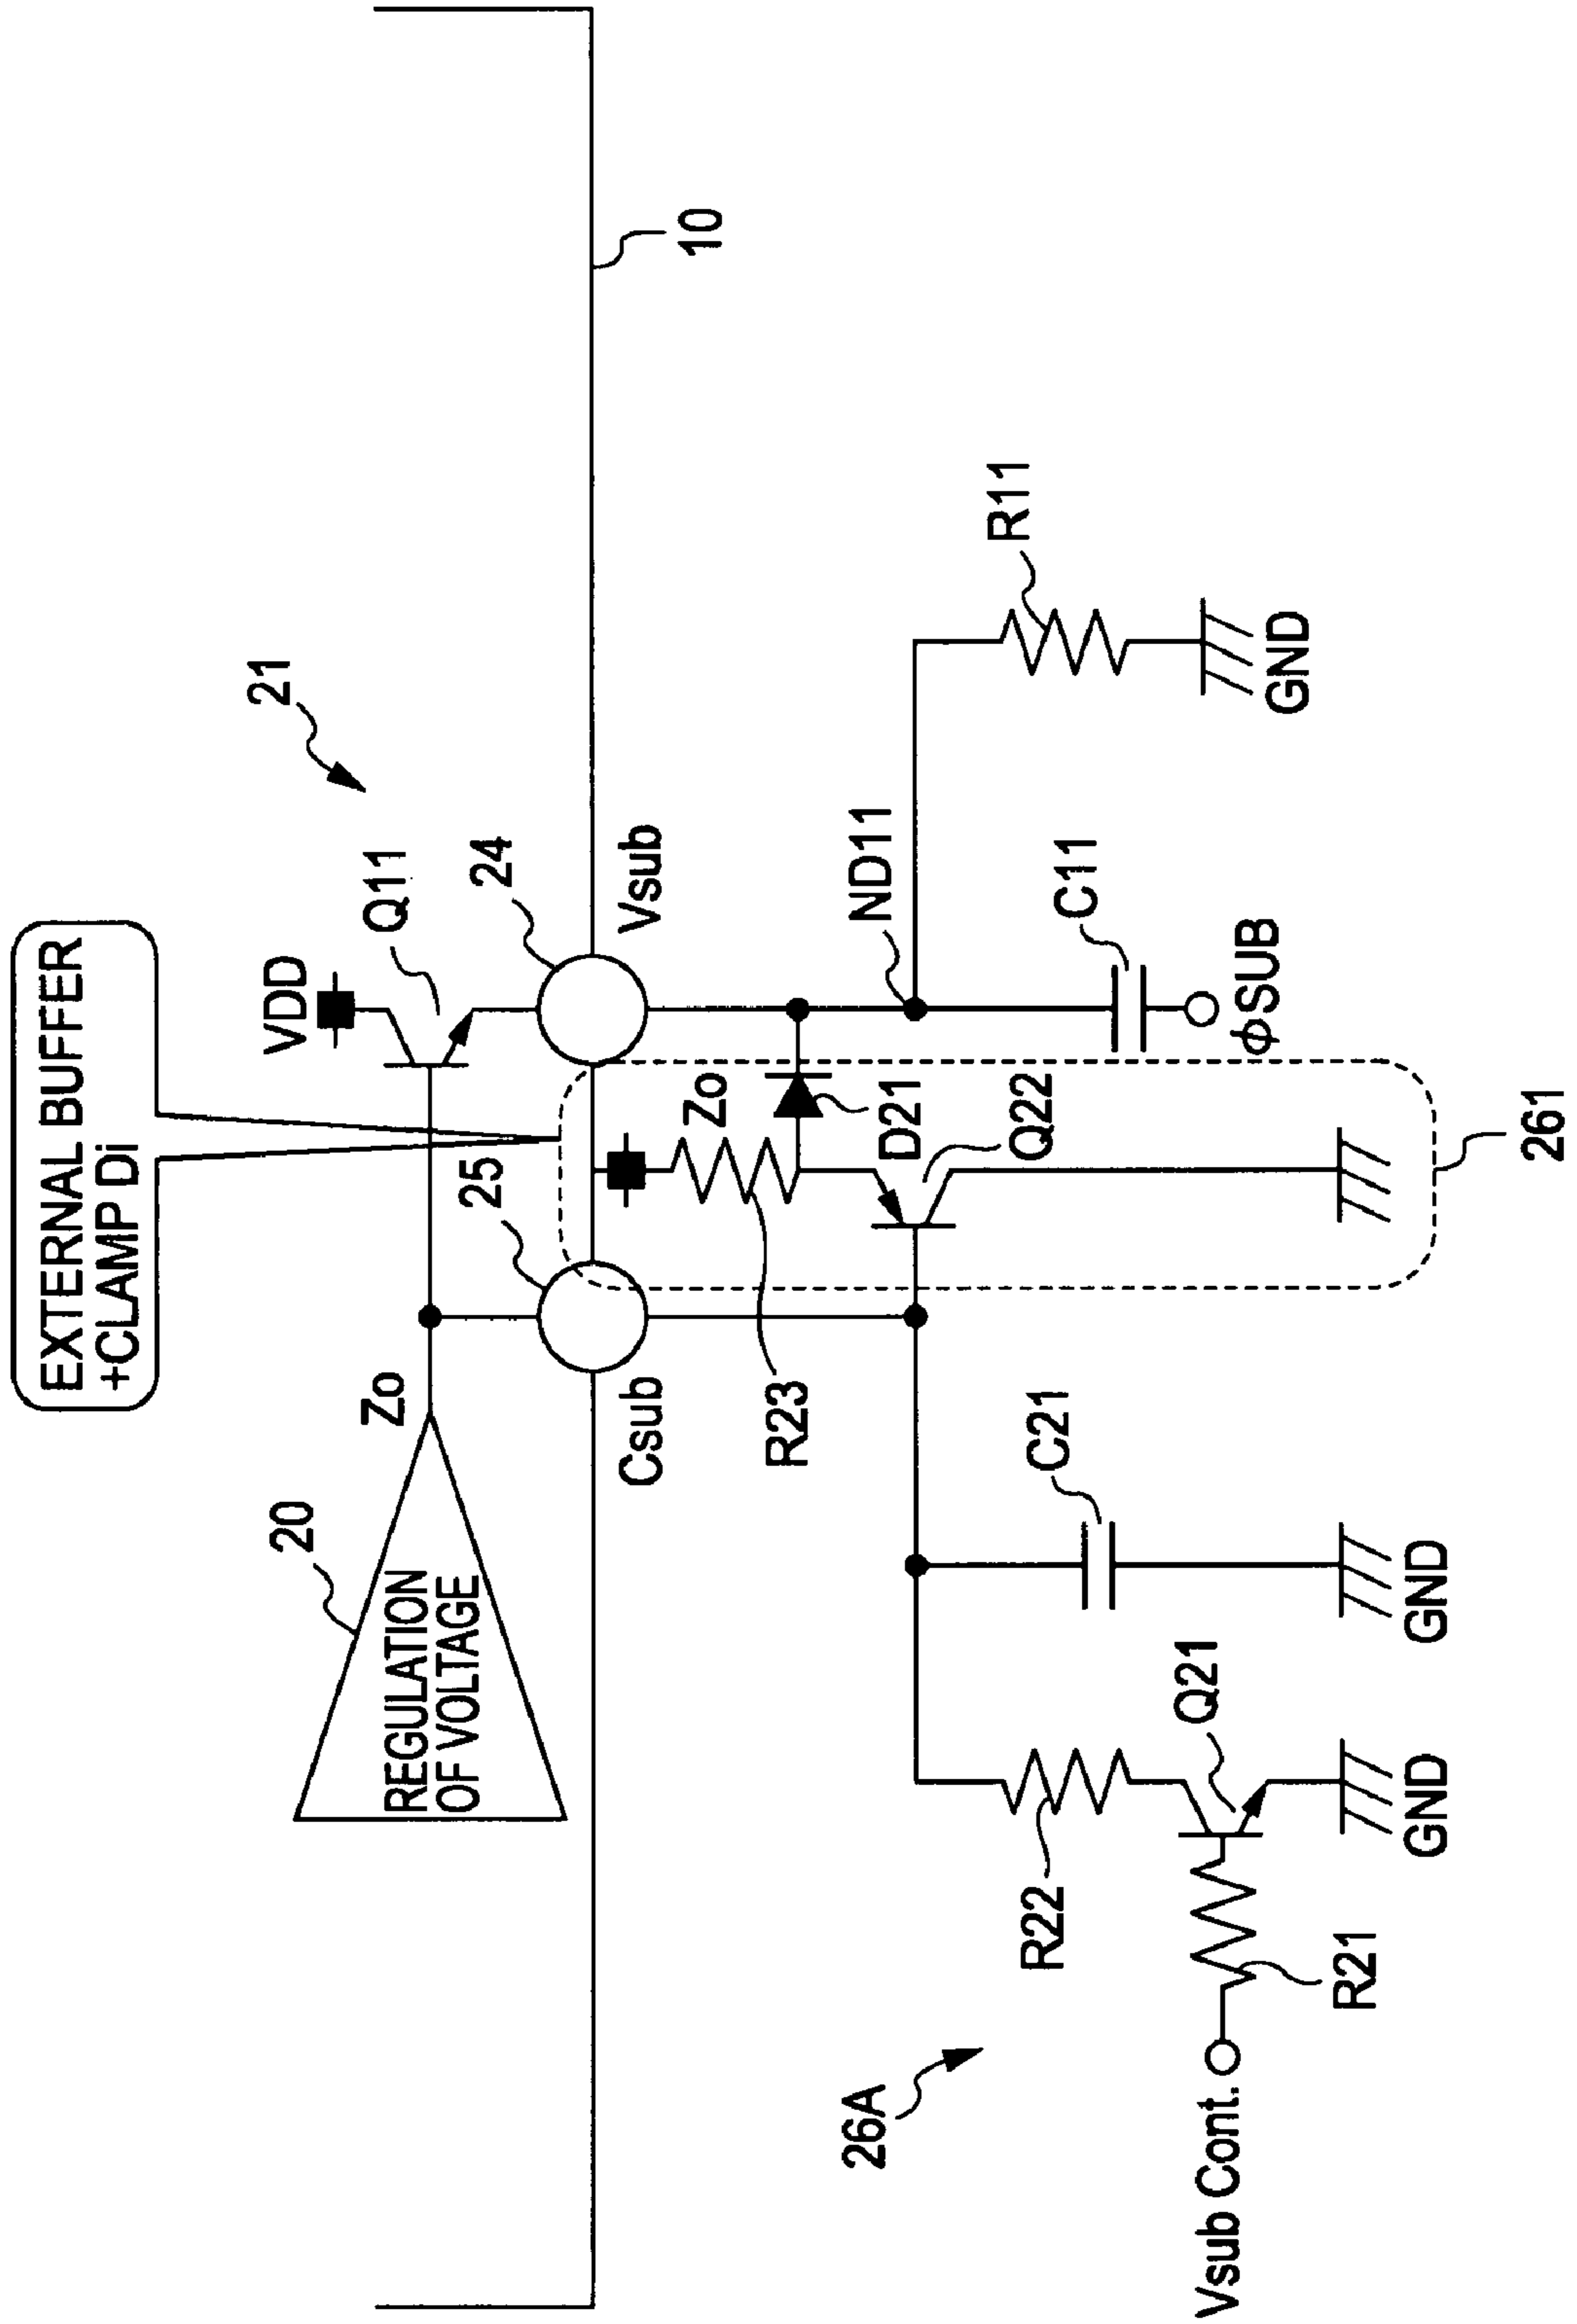 EXTERNAL BUFFER
+CLAMP Di
21
VDD
Q11
20
Zo
REGULATION
OF VOLTAGE
25
24
Csub
Vsub
10
Zo
R23
D21
Q22
ND11
R11
26A
R22
C21
C11
Q21
φSUB
GND
Vsub Cont.
R21
GND
GND
261